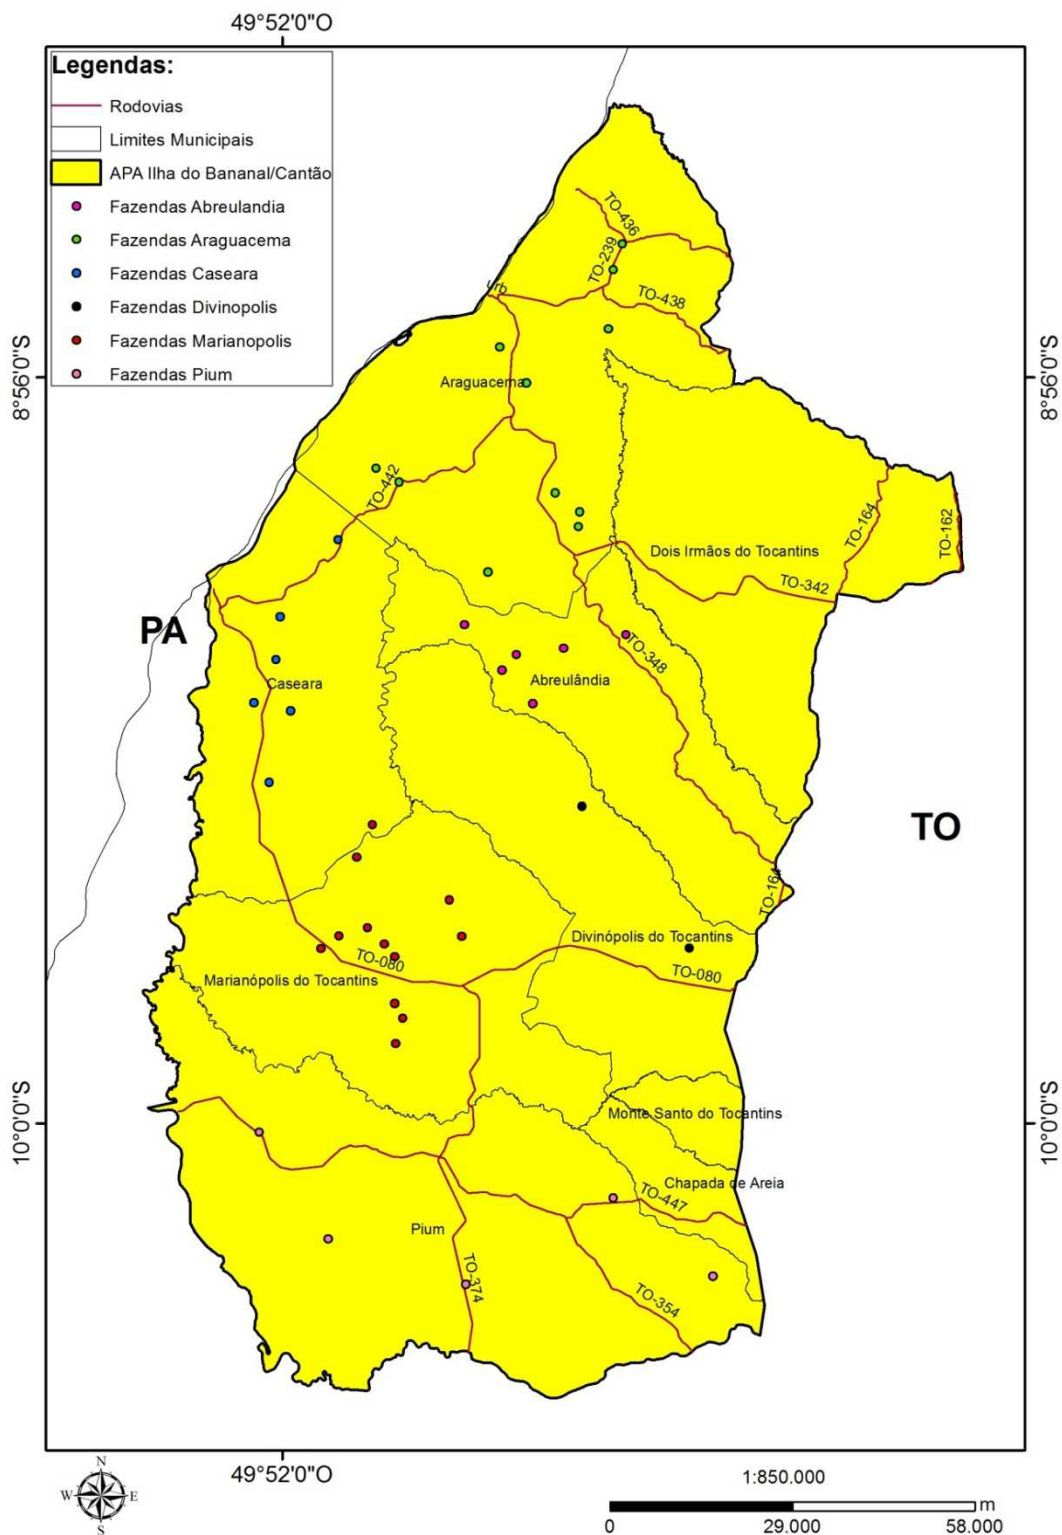 49°52'0"O
Legendas:
Rodovias
Limites Municipais
APA Ilha do Bananal/Cantão
Fazendas Abreulandia
Fazendas Araguacema
Fazendas Caseara
Fazendas Divinopolis
Fazendas Marianopolis
Fazendas Pium
TO-436
TO-239
urb
TO-438
8°56'0"S
8°56'0"S
Araguacema
TO-442
TO-164
TO-162
Dois Irmãos do Tocantins
TO-342
PA
TO-348
Caseara
Abreulândia
TO
TO-164
Divinópolis do Tocantins
TO-080
TO-080
Marianópolis do Tocantins
10°0'0"S
10°0'0"S
Monte Santo do Tocantins
Chapada de Areia
TO-447
Pium
TO-374
TO-354
49°52'0"O
N
W
E
S
1:850.000
m
0
29.000
58.000